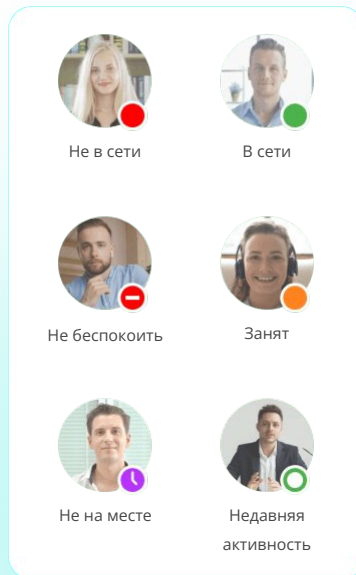 Не в сети
В сети
Не беспокоить
Занят
Не на месте
Недавняя
активность